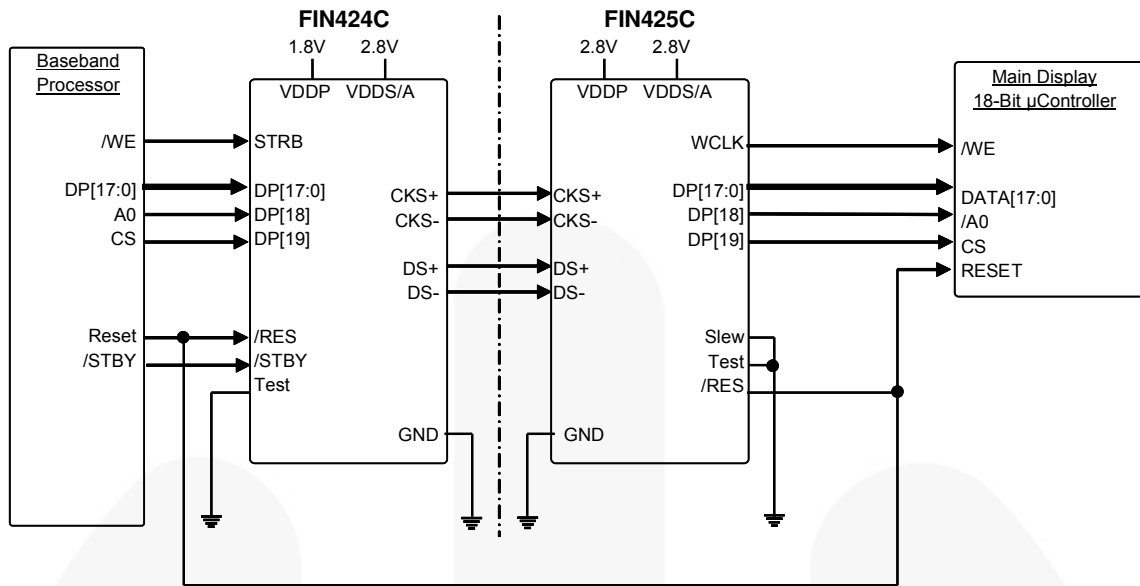 FIN424C
FIN425C
1.8V 2.8V
2.8V 2.8V
Baseband
Processor
VDDP VDDS/A
VDDP VDDS/A
Main Display
18-Bit µController
/WE
STRB
WCLK
/WE
DP[17:0]
DP[17:0]
CKS+
CKS+
DP[17:0]
DATA[17:0]
A0
DP[18]
CKS-
CKS-
DP[18]
/A0
CS
DP[19]
DP[19]
CS
DS+
DS+
RESET
DS-
DS-
Reset
/RES
Slew
/STBY
/STBY
Test
Test
/RES
GND
GND